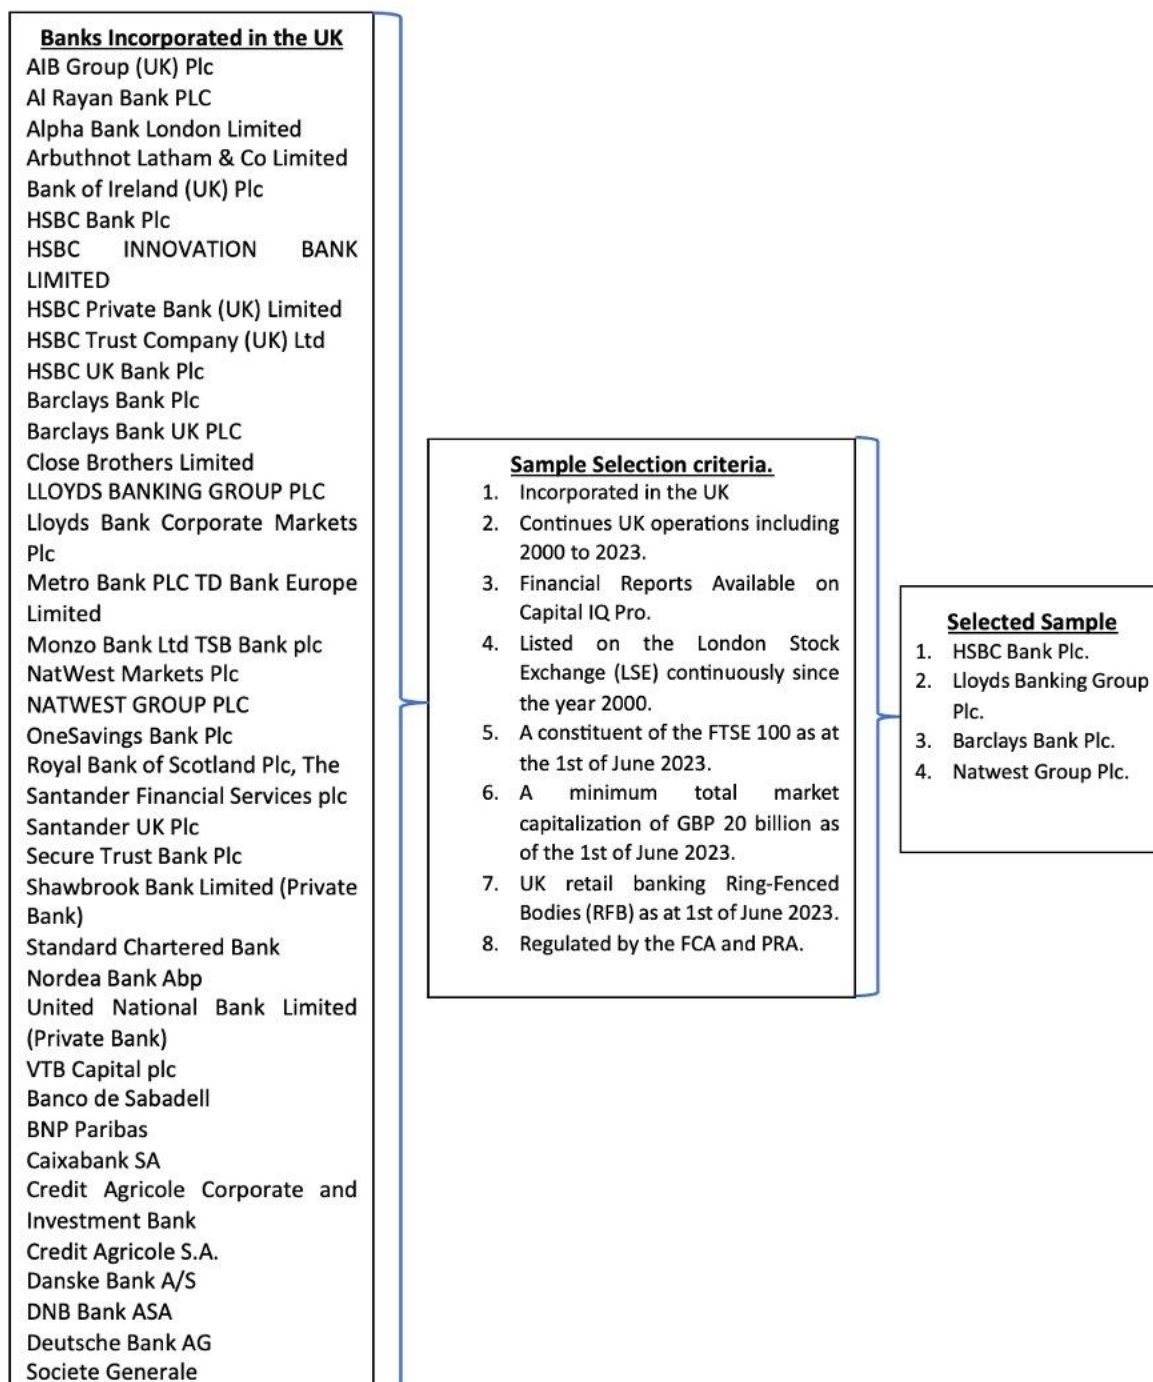 Banks Incorporated in the UK
AIB Group (UK) Plc
Al Rayan Bank PLC
Alpha Bank London Limited
Arbuthnot Latham & Co Limited
Bank of Ireland (UK) Plc
HSBC Bank Plc
HSBC INNOVATION BANK
LIMITED
HSBC Private Bank (UK) Limited
HSBC Trust Company (UK) Ltd
HSBC UK Bank Plc
Barclays Bank Plc
Barclays Bank UK PLC
Close Brothers Limited
LLOYDS BANKING GROUP PLC
Lloyds Bank Corporate Markets
Plc
Metro Bank PLC TD Bank Europe
Limited
Monzo Bank Ltd TSB Bank plc
NatWest Markets Plc
NATWEST GROUP PLC
OneSavings Bank Plc
Royal Bank of Scotland Plc, The
Santander Financial Services plc
Santander UK Plc
Secure Trust Bank Plc
Shawbrook Bank Limited (Private
Bank)
Standard Chartered Bank
Nordea Bank Abp
United National Bank Limited
(Private Bank)
VTB Capital plc
Banco de Sabadell
BNP Paribas
Caixabank SA
Credit Agricole Corporate and
Investment Bank
Credit Agricole S.A.
Danske Bank A/S
DNB Bank ASA
Deutsche Bank AG
Societe Generale
Sample Selection criteria.
1. Incorporated in the UK
2. Continues UK operations including
2000 to 2023.
3. Financial Reports Available on
Capital IQ Pro.
4. Listed on the London Stock
Exchange (LSE) continuously since
the year 2000.
5. A constituent of the FTSE 100 as at
the 1st of June 2023.
6. A minimum total market
capitalization of GBP 20 billion as
of the 1st of June 2023.
7. UK retail banking Ring-Fenced
Bodies (RFB) as at 1st of June 2023.
8. Regulated by the FCA and PRA.
Selected Sample
1. HSBC Bank Plc.
2. Lloyds Banking Group
Plc.
3. Barclays Bank Plc.
4. Natwest Group Plc.